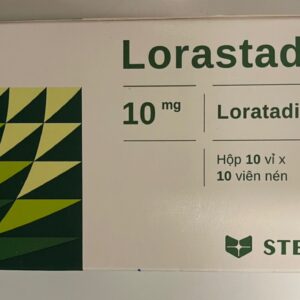 Lorastad
10 mg
Loratadi
Hộp 10 vỉ x
10 viên nén
STE